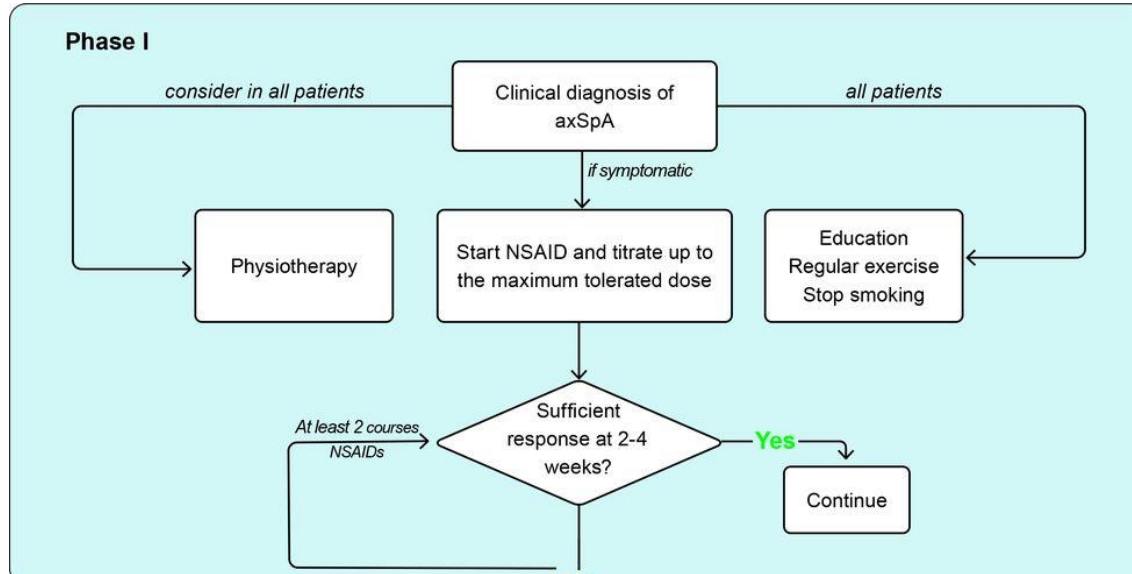 Phase I
consider in all patients
Clinical diagnosis of
axSpA
all patients
if symptomatic
Physiotherapy
Start NSAID and titrate up to
the maximum tolerated dose
Education
Regular exercise
Stop smoking
At least 2 courses
NSAIDs
Sufficient
response at 2-4
weeks?
Yes
Continue